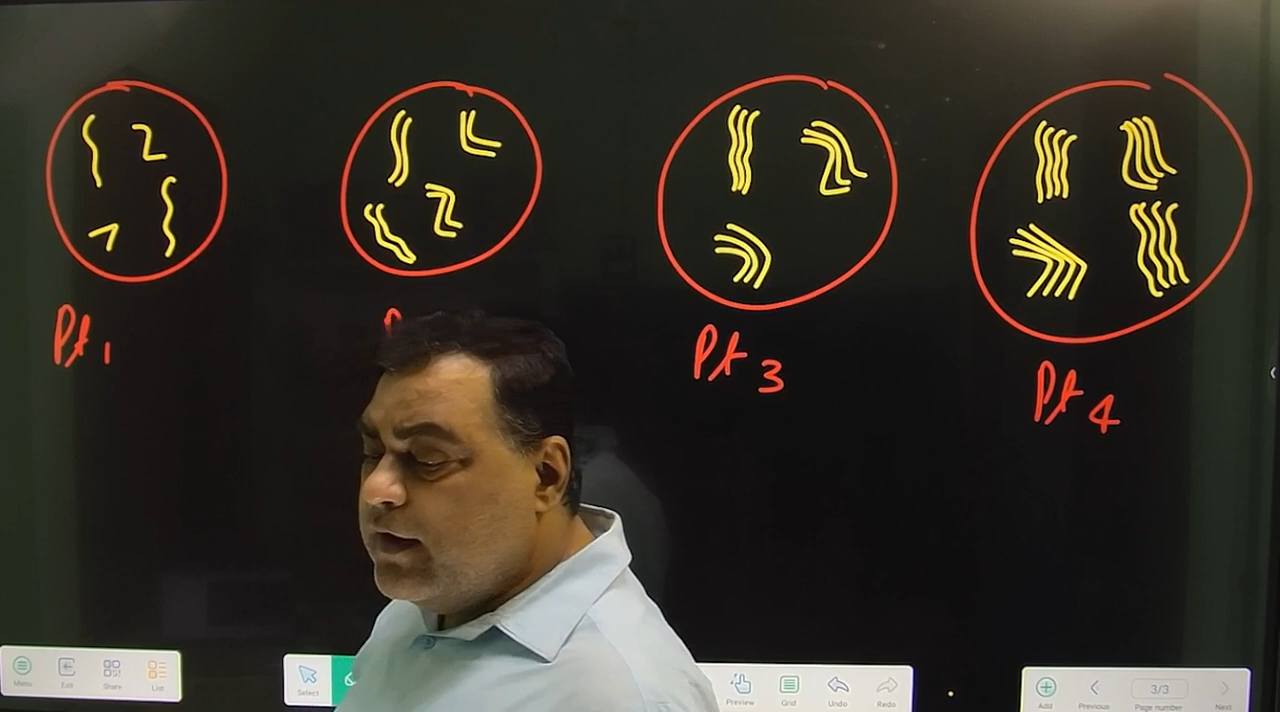 Pt 1
Pt 3
Pt 4
Menu
Exit
Share
List
Select
Preview
Grid
Undo
Redo
Add
Previous
3/3
Page number
Next